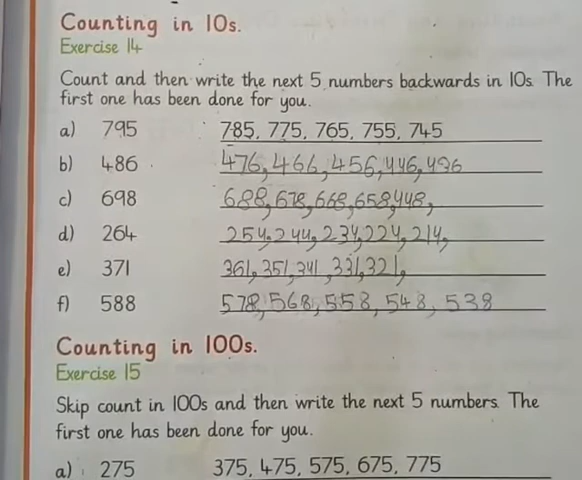 Counting in 10s.
Exercise 14
Count and then write the next 5 numbers backwards in 10s. The
first one has been done for you.
a) 795 785, 775, 765, 755, 745
b) 486 476, 466, 456, 446, 436
c) 698 688, 678, 668, 658, 448,
d) 264 254, 244, 234, 224, 214,
e) 371 361, 351, 341, 331, 321,
f) 588 578, 568, 558, 548, 538
Counting in 100s.
Exercise 15
Skip count in 100s and then write the next 5 numbers. The
first one has been done for you.
a) 275 375, 475, 575, 675, 775